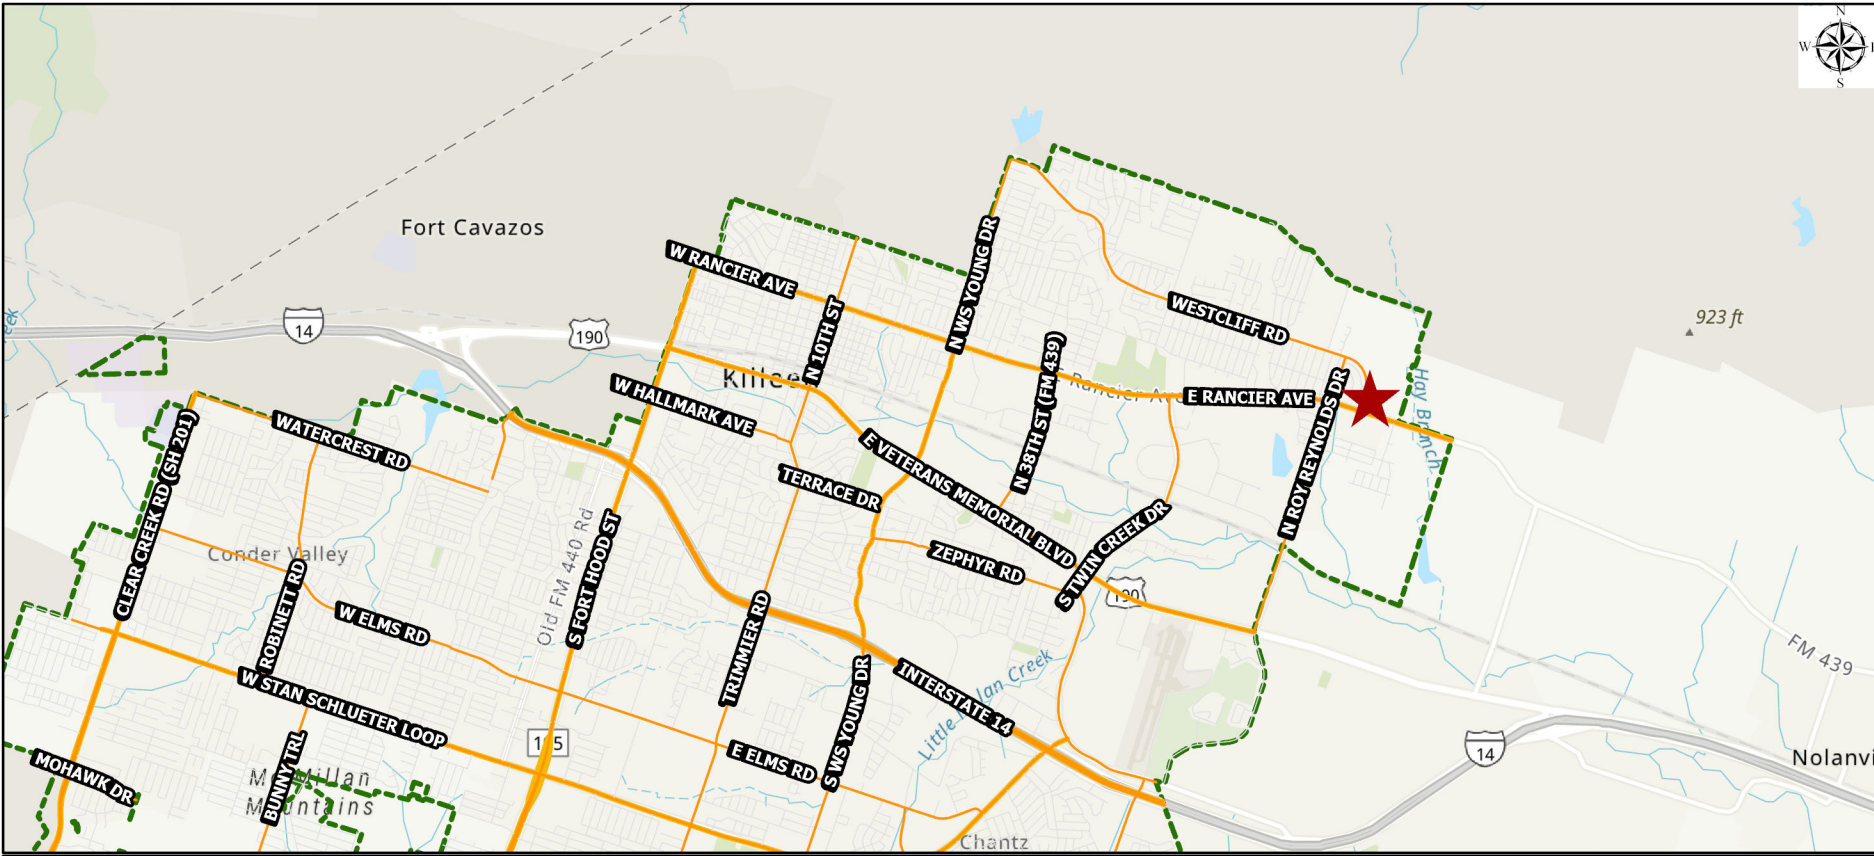 N
W
S
Fort Cavazos
923 ft
W RANCIER AVE
N WS YOUNG DR
WESTCLIFF RD
14
190
N 10TH ST
N 38TH ST (FM 439)
W HALLMARK AVE
E Rancier Ave
E RANCIER AVE
N ROY REYNOLDS DR
Hay Branch
WATERCREST RD
CLEAR CREEK RD (SH 201)
E VETERANS MEMORIAL BLVD
TERRACE DR
S TWIN CREEK DR
ZEPHYR RD
190
Conder Valley
Old FM 440 Rd
S FORT HOOD ST
ROBINETT RD
W ELMS RD
TRIMMIER RD
FM 439
W STAN SCHLUETER LOOP
INTERSTATE 14
S WS YOUNG DR
E ELMS RD
14
Nolanvi
MOHAWK DR
BUNNY TRL
Mountains
Chantz